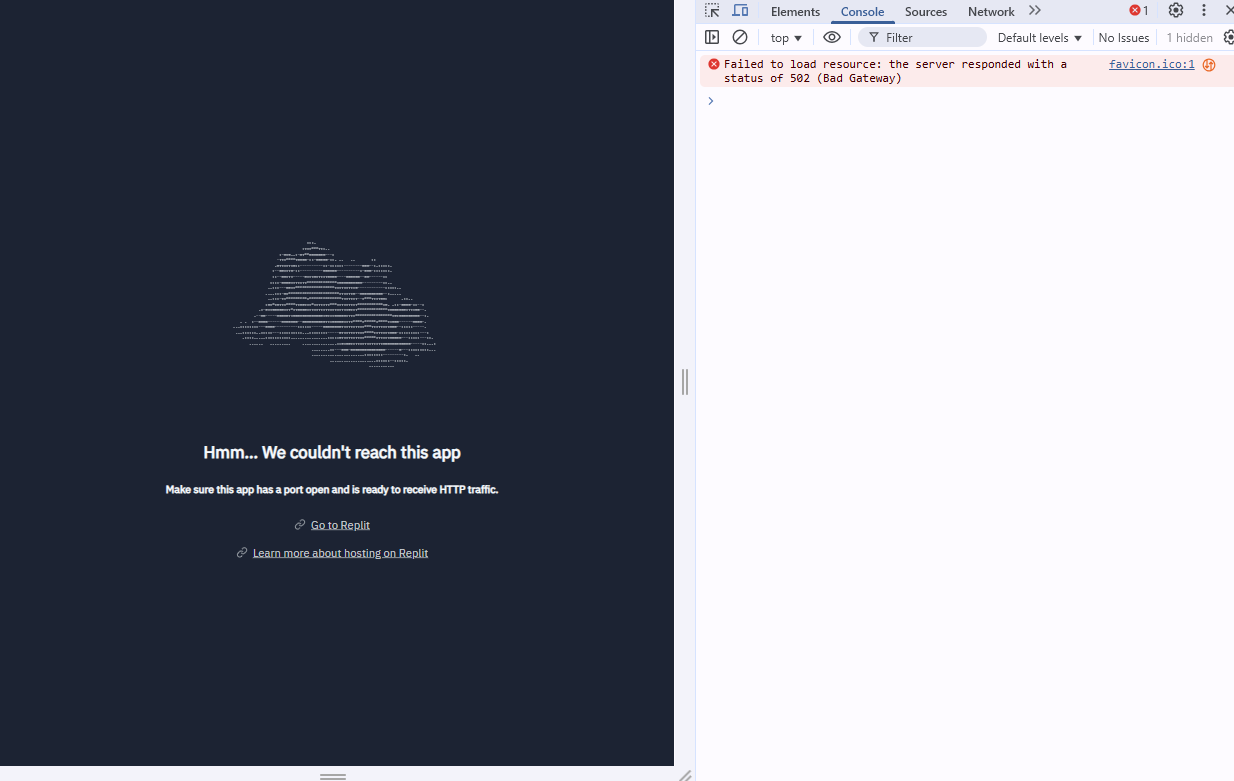 Elements Console Sources Network 1
top Filter Default levels No Issues 1 hidden
Failed to load resource: the server responded with a favicon.ico:1
status of 502 (Bad Gateway)
Hmm... We couldn't reach this app
Make sure this app has a port open and is ready to receive HTTP traffic.
Go to Replit
Learn more about hosting on Replit